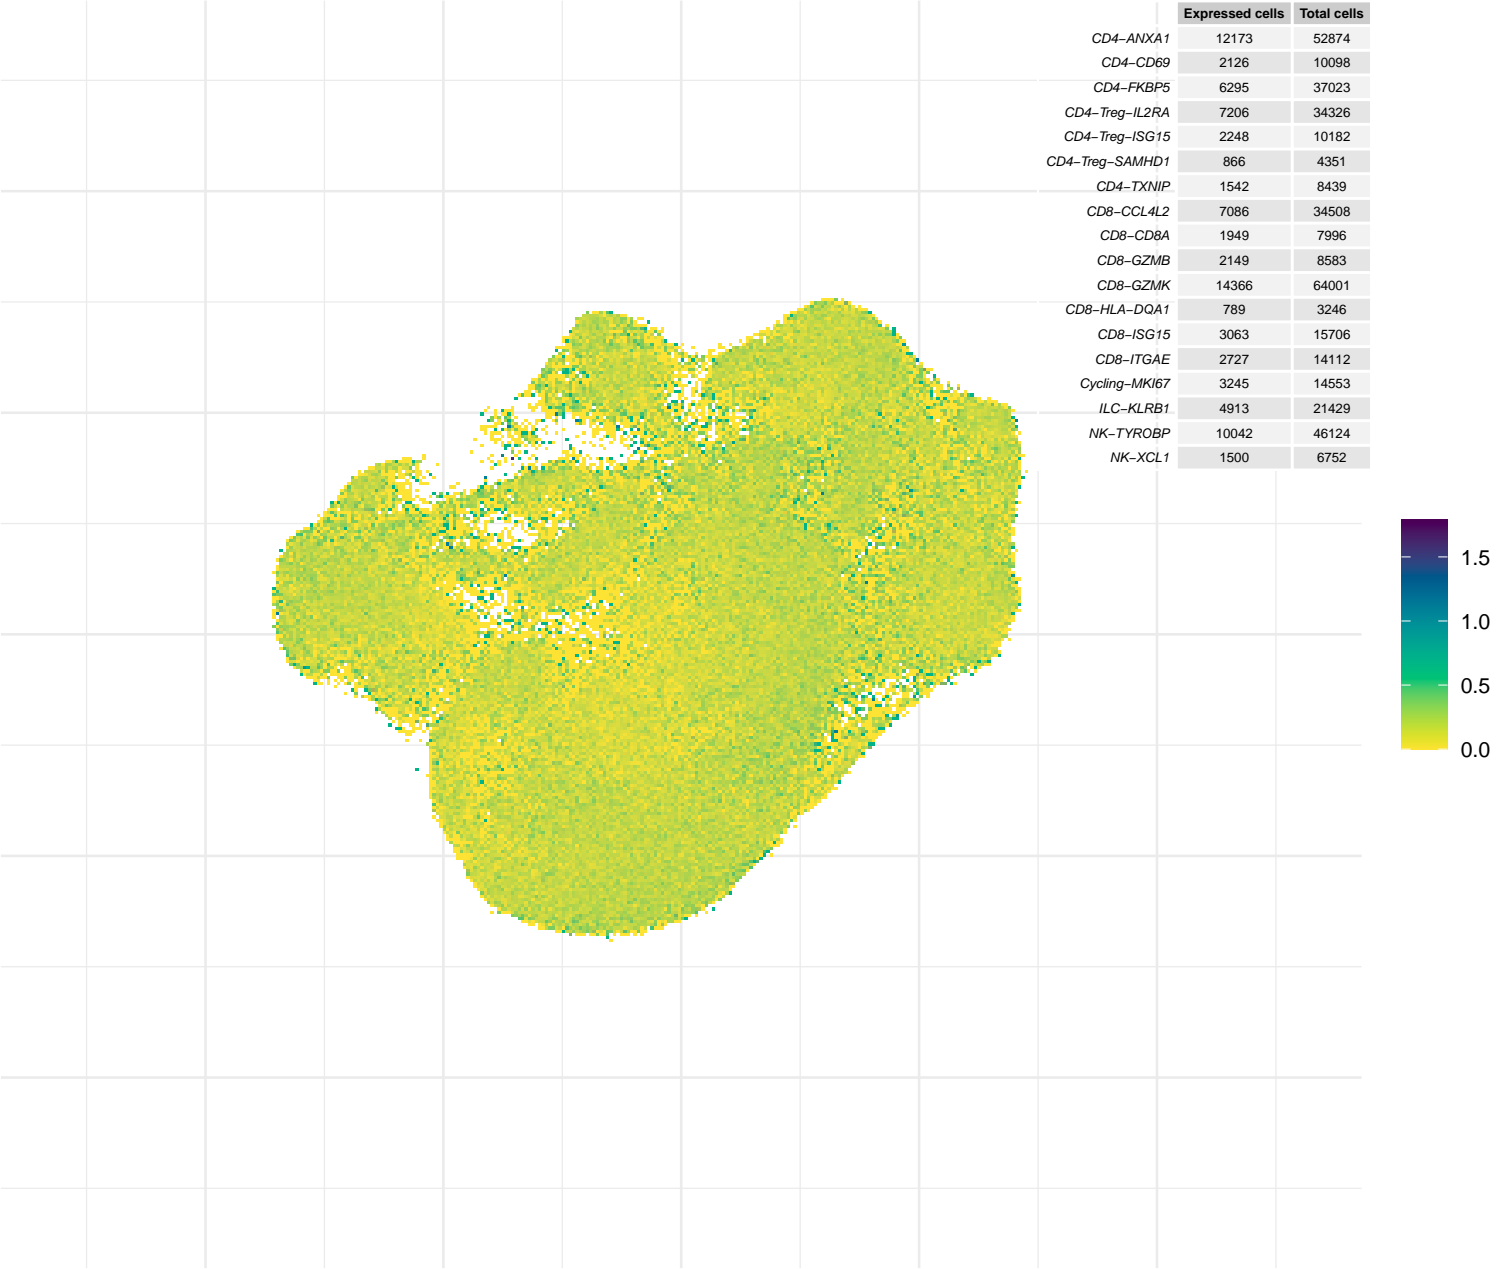 Expressed cells Total cells
CD4−ANXA1 12173 52874
CD4−CD69 2126 10098
CD4−FKBP5 6295 37023
CD4−Treg−IL2RA 7206 34326
CD4−Treg−ISG15 2248 10182
CD4−Treg−SAMHD1 866 4351
CD4−TXNIP 1542 8439
CD8−CCL4L2 7086 34508
CD8−CD8A 1949 7996
CD8−GZMB 2149 8583
CD8−GZMK 14366 64001
CD8−HLA−DQA1 789 3246
CD8−ISG15 3063 15706
CD8−ITGAE 2727 14112
Cycling−MKI67 3245 14553
ILC−KLRB1 4913 21429
NK−TYROBP 10042 46124
NK−XCL1 1500 6752
1.5
1.0
0.5
0.0